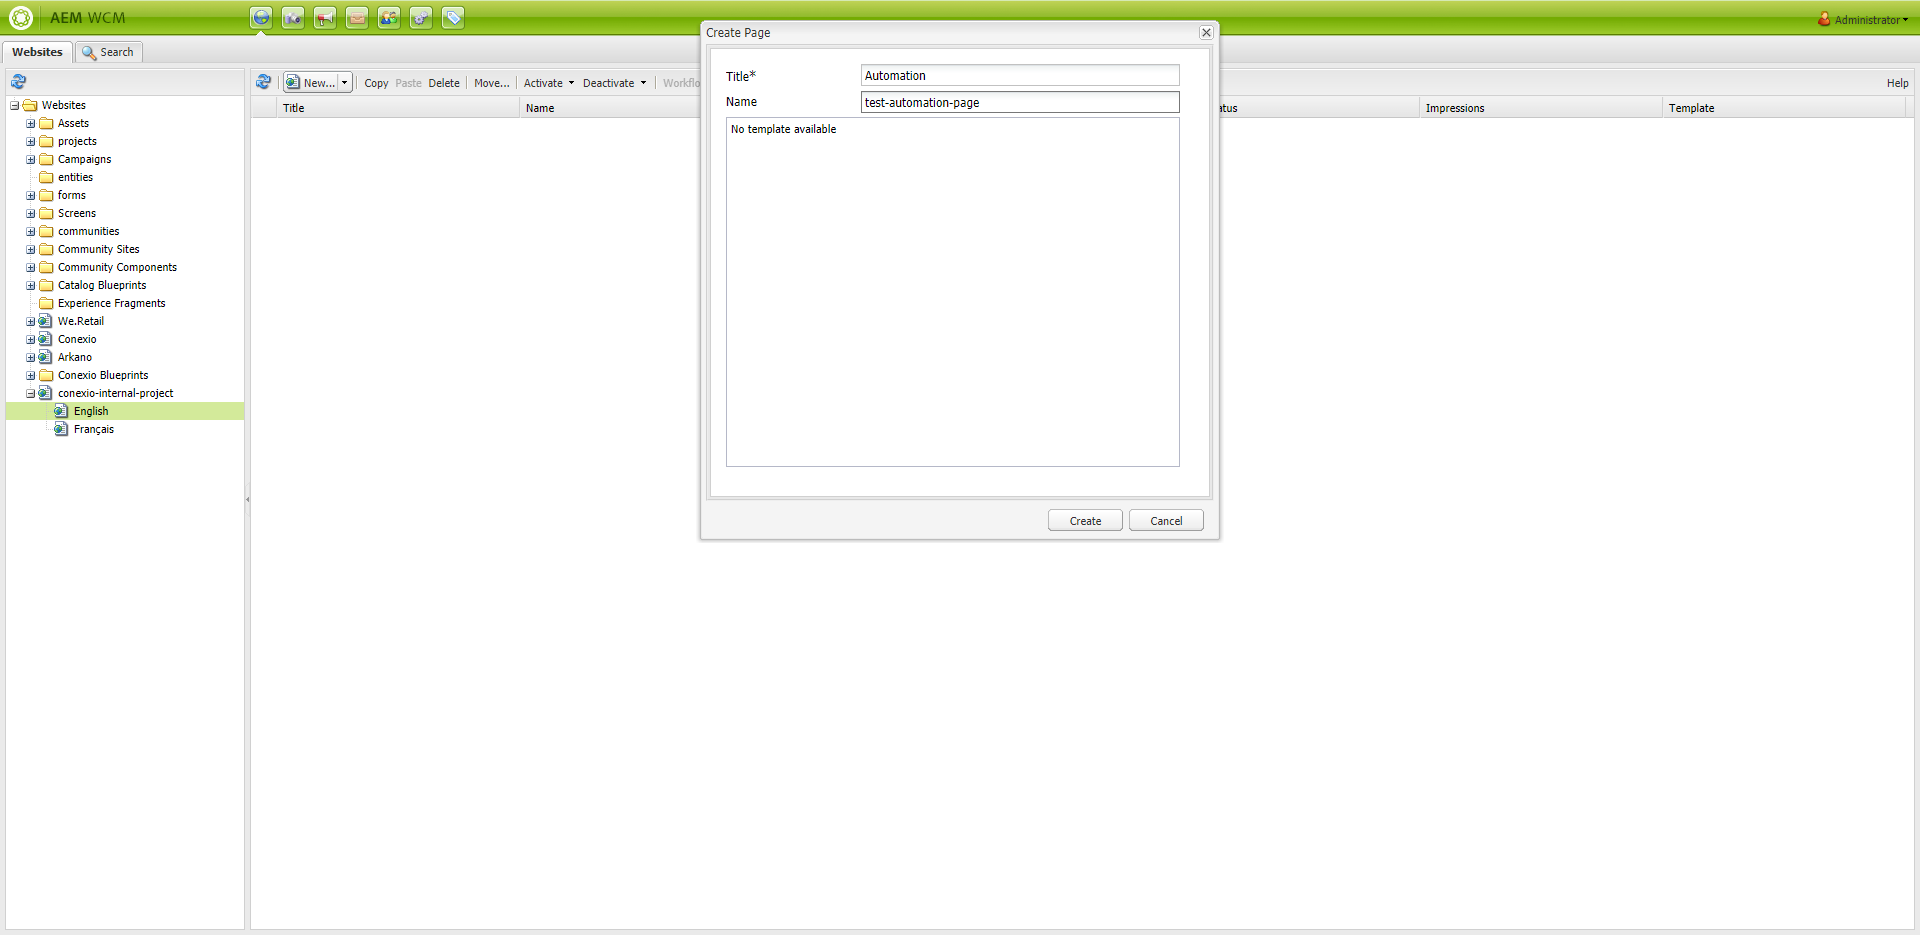 AEM WCM
Administrator
Websites
Search
New...
Copy
Paste
Delete
Move...
Activate
Deactivate
Help
Title
Name
Impressions
Template
Websites
Assets
projects
Campaigns
entities
forms
Screens
communities
Community Sites
Community Components
Catalog Blueprints
Experience Fragments
We.Retail
Conexio
Arkano
Conexio Blueprints
conexio-internal-project
English
Français
Create Page
Title*
Automation
Name
test-automation-page
No template available
Create
Cancel